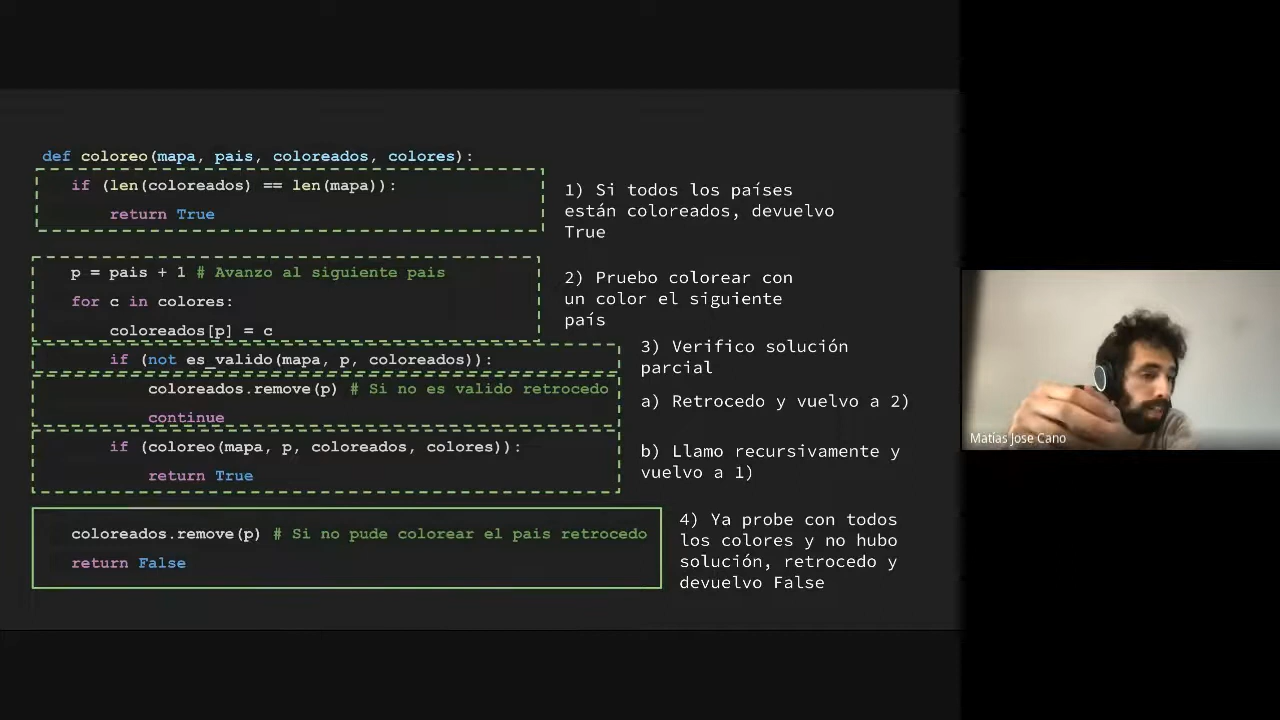 def coloreo(mapa, pais, coloreados, colores):
if (len(coloreados) == len(mapa)):
return True
1) Si todos los países
están coloreados, devuelvo
True
p = pais + 1 # Avanzo al siguiente pais
for c in colores:
coloreados[p] = c
2) Pruebo colorear con
un color el siguiente
país
if (not es_valido(mapa, p, coloreados)):
3) Verifico solución
parcial
coloreados.remove(p) # Si no es valido retrocedo
continue
a) Retrocedo y vuelvo a 2)
if (coloreo(mapa, p, coloreados, colores)):
return True
b) Llamo recursivamente y
vuelvo a 1)
coloreados.remove(p) # Si no pude colorear el pais retrocedo
return False
4) Ya probe con todos
los colores y no hubo
solución, retrocedo y
devuelvo False
Matías Jose Cano